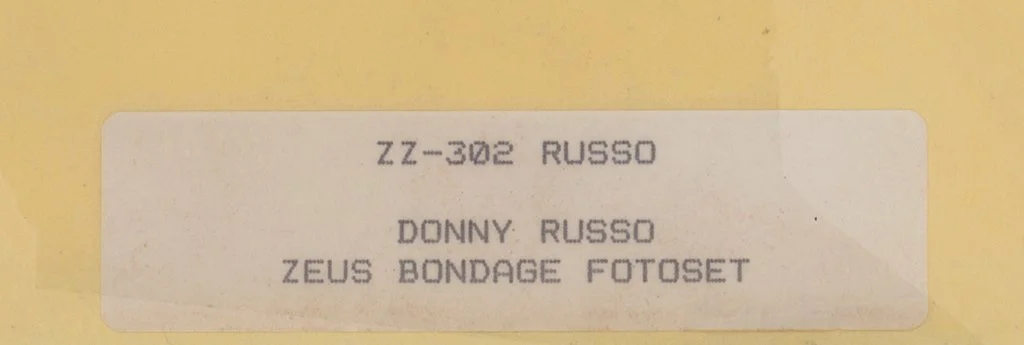 ZZ-302 RUSSO
DONNY RUSSO
ZEUS BONDAGE FOTOSET